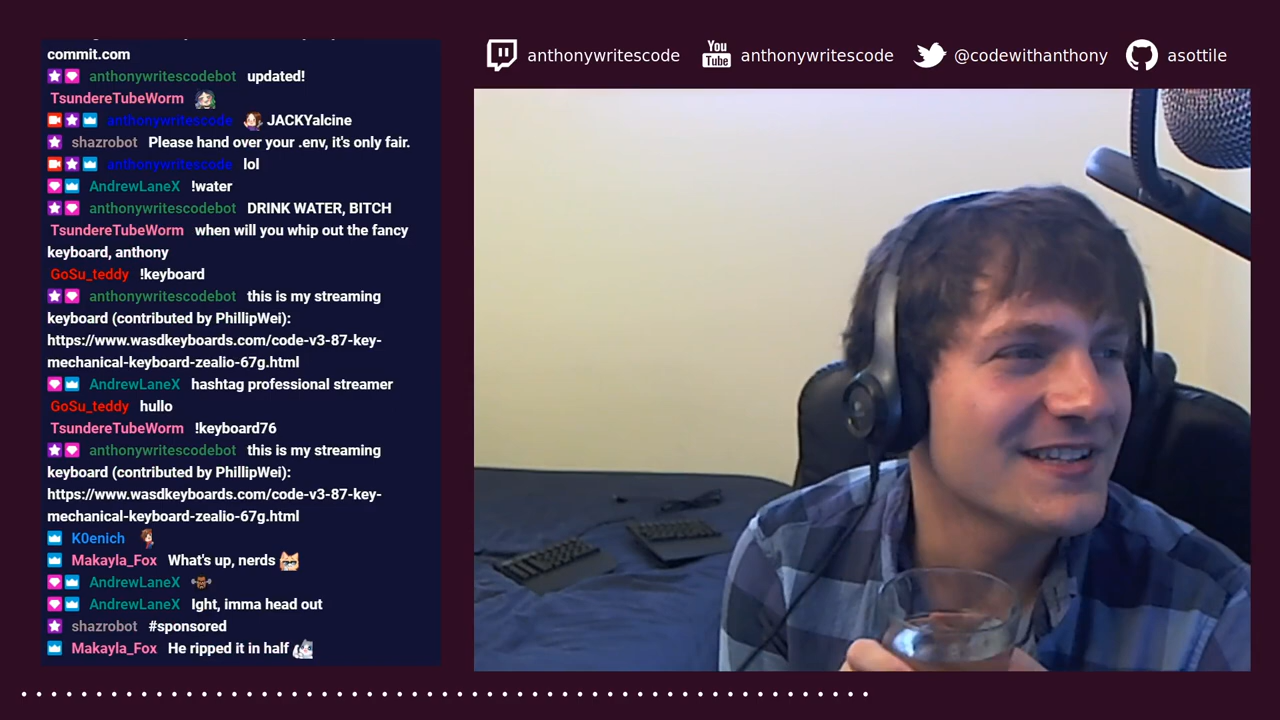 commit.com
anthonywritescodebot updated!
TsundereTubeWorm
anthonywritescode JACKYalcine
shazrobot Please hand over your .env, it's only fair.
anthonywritescode lol
AndrewLaneX !water
anthonywritescodebot DRINK WATER, BITCH
TsundereTubeWorm when will you whip out the fancy
keyboard, anthony
GoSu_teddy !keyboard
anthonywritescodebot this is my streaming
keyboard (contributed by PhillipWei):
https://www.wasdkeyboards.com/code-v3-87-key-
mechanical-keyboard-zealio-67g.html
AndrewLaneX hashtag professional streamer
GoSu_teddy hullo
TsundereTubeWorm !keyboard76
anthonywritescodebot this is my streaming
keyboard (contributed by PhillipWei):
https://www.wasdkeyboards.com/code-v3-87-key-
mechanical-keyboard-zealio-67g.html
K0enich
Makayla_Fox What's up, nerds
AndrewLaneX
AndrewLaneX Ight, imma head out
shazrobot #sponsored
Makayla_Fox He ripped it in half
anthonywritescode
You Tube anthonywritescode
@codewithanthony
asottile